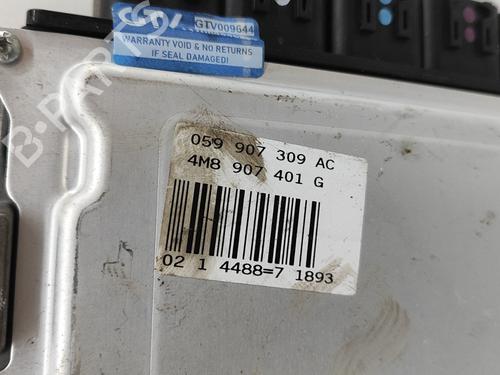 GTV009644
WARRANTY VOID & NO RETURNS
IF SEAL DAMAGED!
059 907 309 AC
4M8 907 401 G
02 1 4488=7 1893